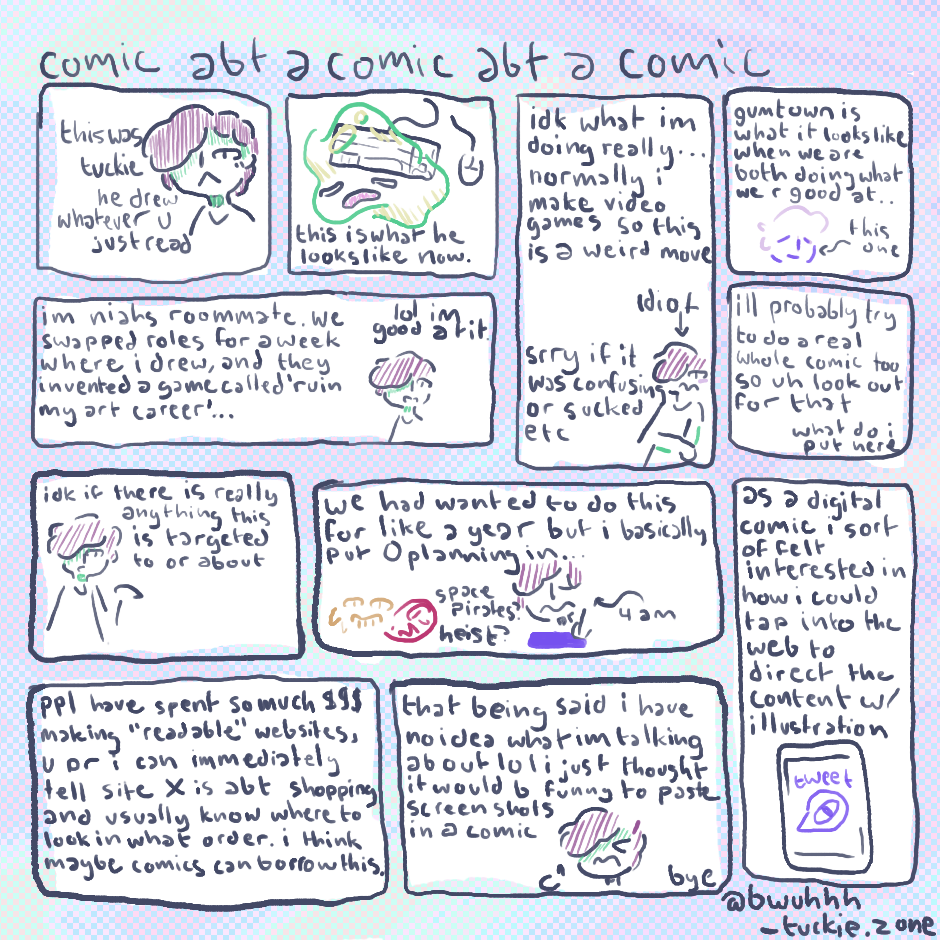 comic abt a comic abt a comic
this was
tuckie
he drew
whatever u
just read
this is what he
looks like now.
im niahs roommate. we
swapped roles for a week
where i drew, and they
invented a game called 'ruin
my art career'...
lol im
good at it
idk what im
doing really...
normally i
make video
games so this
is a weird move
idiot
srry if it
was confusing
or sucked
etc
gumtown is
what it looks like
when we are
both doing what
we r good at..
this
one
ill probably try
to do a real
whole comic too
so uh look out
for that
what do i
put here
idk if there is really
anything this
is targeted
to or about
we had wanted to do this
for like a year but i basically
put 0 planning in...
space
pirates?
heist?
4 am
as a digital
comic i sort
of felt
interested in
how i could
tap into the
web to
direct the
content w/
illustration
tweet
ppl have spent so much $$$
making "readable" websites,
u or i can immediately
tell site X is abt shopping
and usually know where to
look in what order. i think
maybe comics can borrow this.
that being said i have
no idea what im talking
about lol i just thought
it would b funny to paste
screenshots
in a comic
bye
@bwuhhh
-tuckie.zone